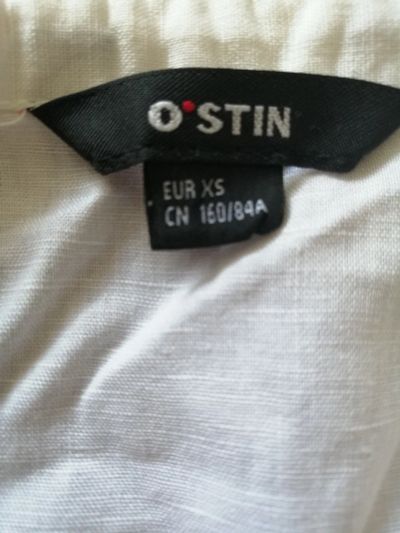 O'STIN
EUR XS
CN 160/84A